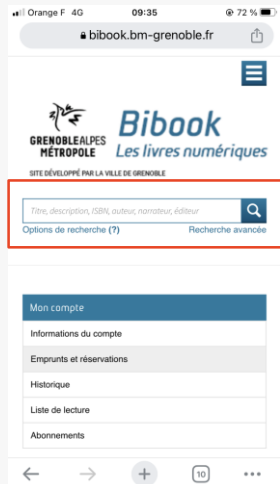 Orange F 4G 09:35 72 %
bibook.bm-grenoble.fr
GRENOBLEALPES
MÉTROPOLE
Bibook
Les livres numériques
SITE DÉVELOPPÉ PAR LA VILLE DE GRENOBLE
Titre, description, ISBN, auteur, narrateur, éditeur
Options de recherche (?) Recherche avancée
Mon compte
Informations du compte
Emprunts et réservations
Historique
Liste de lecture
Abonnements
10